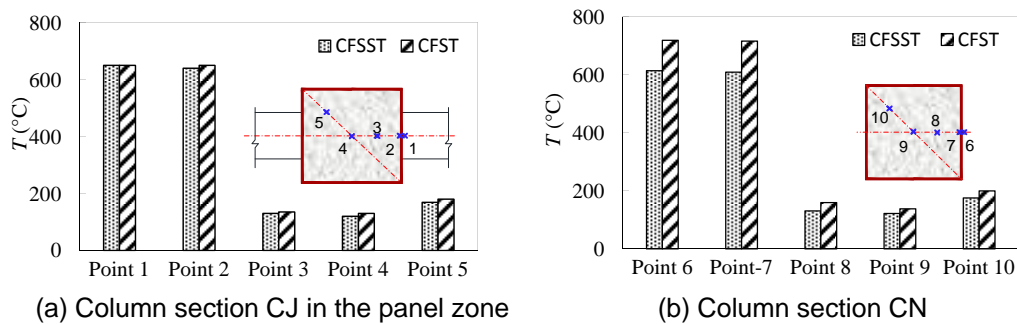 800
600
400
200
0
T (°C)
CFSST CFST
5
3
4
2
1
Point 1 Point 2 Point 3 Point 4 Point 5
(a) Column section CJ in the panel zone
800
600
400
200
0
T (°C)
CFSST CFST
10
8
9
7
6
Point 6 Point-7 Point 8 Point 9 Point 10
(b) Column section CN